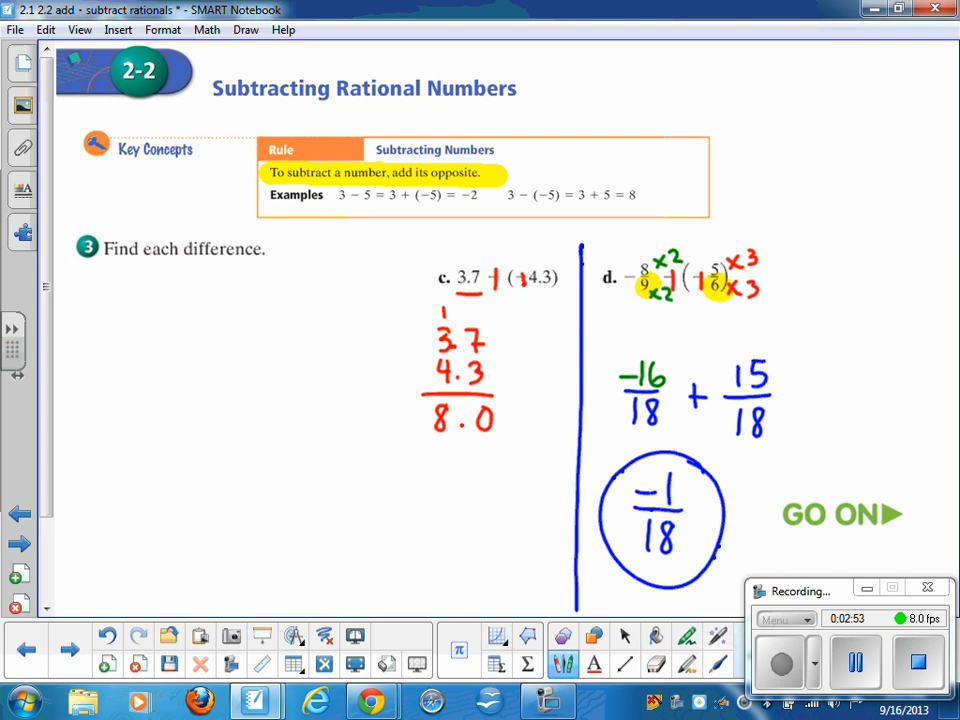 2.1 2.2 add • subtract rationals * - SMART Notebook
File Edit View Insert Format Math Draw Help
2-2
Subtracting Rational Numbers
Key Concepts
Rule Subtracting Numbers
To subtract a number, add its opposite.
Examples 3 − 5 = 3 + (−5) = −2 3 − (−5) = 3 + 5 = 8
3 Find each difference.
c. 3.7 − (−4.3)
d. −8/9 − (−5/6)
x2 x3
x2 x3
1
3.7
4.3
8.0
-16/18 + 15/18
-1/18
GO ON
Recording...
Menu 0:02:53 8.0 fps
9/16/2013